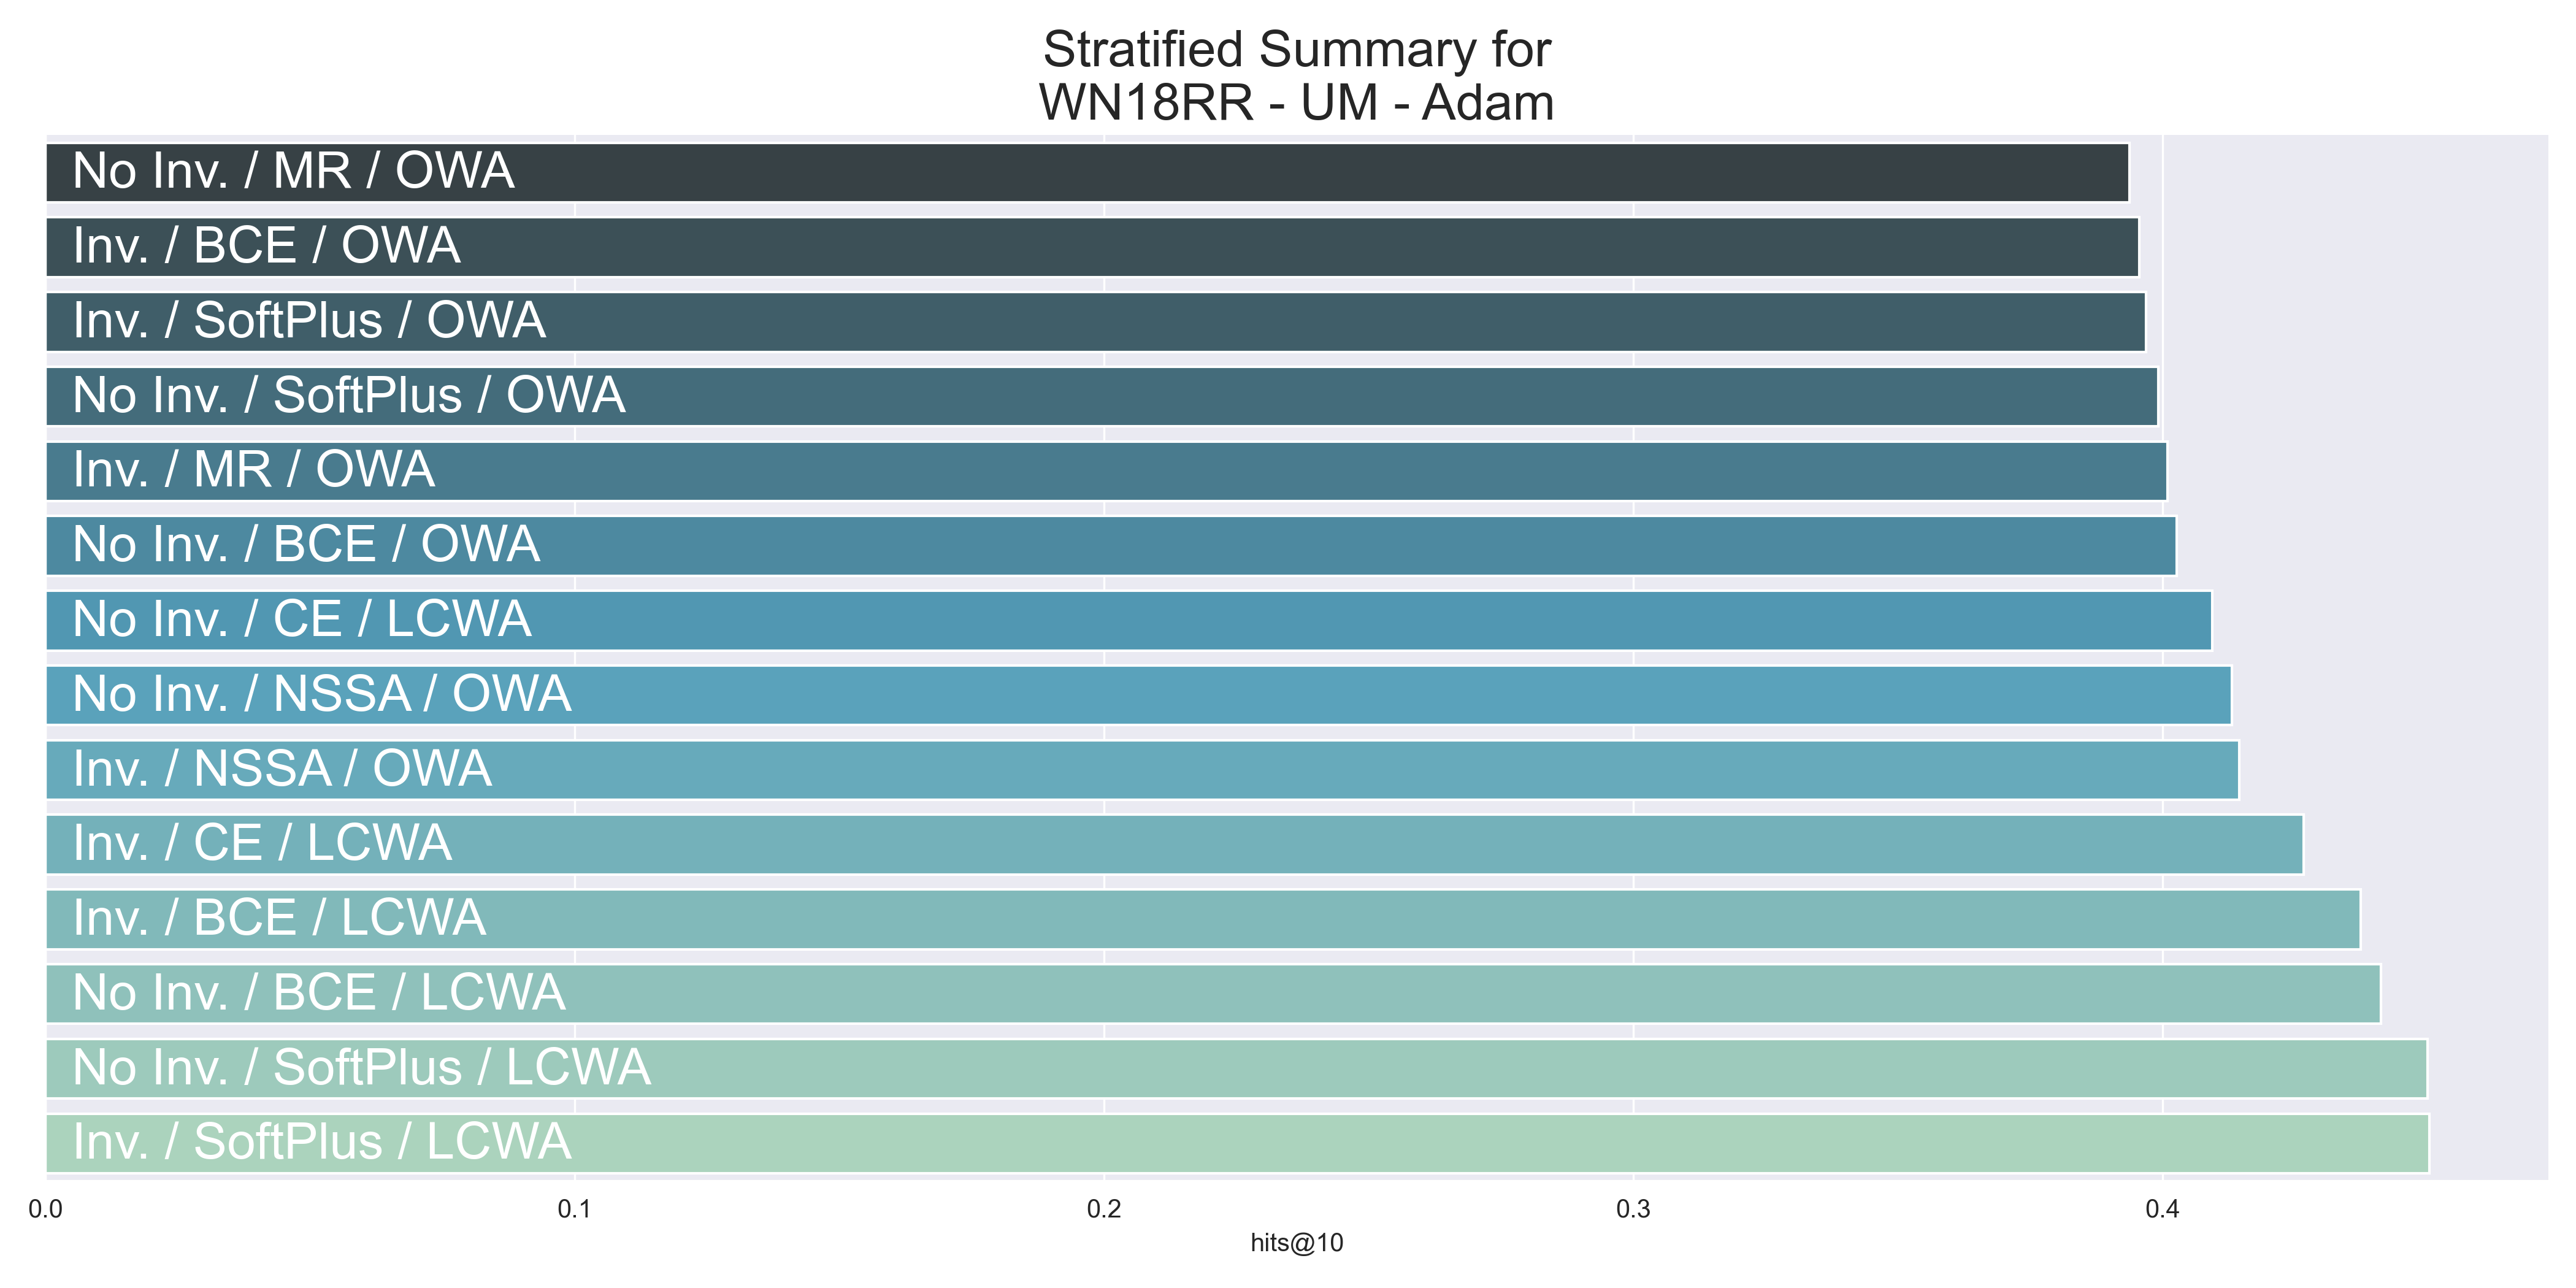 Stratified Summary for
WN18RR - UM - Adam
No Inv. / MR / OWA
Inv. / BCE / OWA
Inv. / SoftPlus / OWA
No Inv. / SoftPlus / OWA
Inv. / MR / OWA
No Inv. / BCE / OWA
No Inv. / CE / LCWA
No Inv. / NSSA / OWA
Inv. / NSSA / OWA
Inv. / CE / LCWA
Inv. / BCE / LCWA
No Inv. / BCE / LCWA
No Inv. / SoftPlus / LCWA
Inv. / SoftPlus / LCWA
0.0 0.1 0.2 0.3 0.4
hits@10